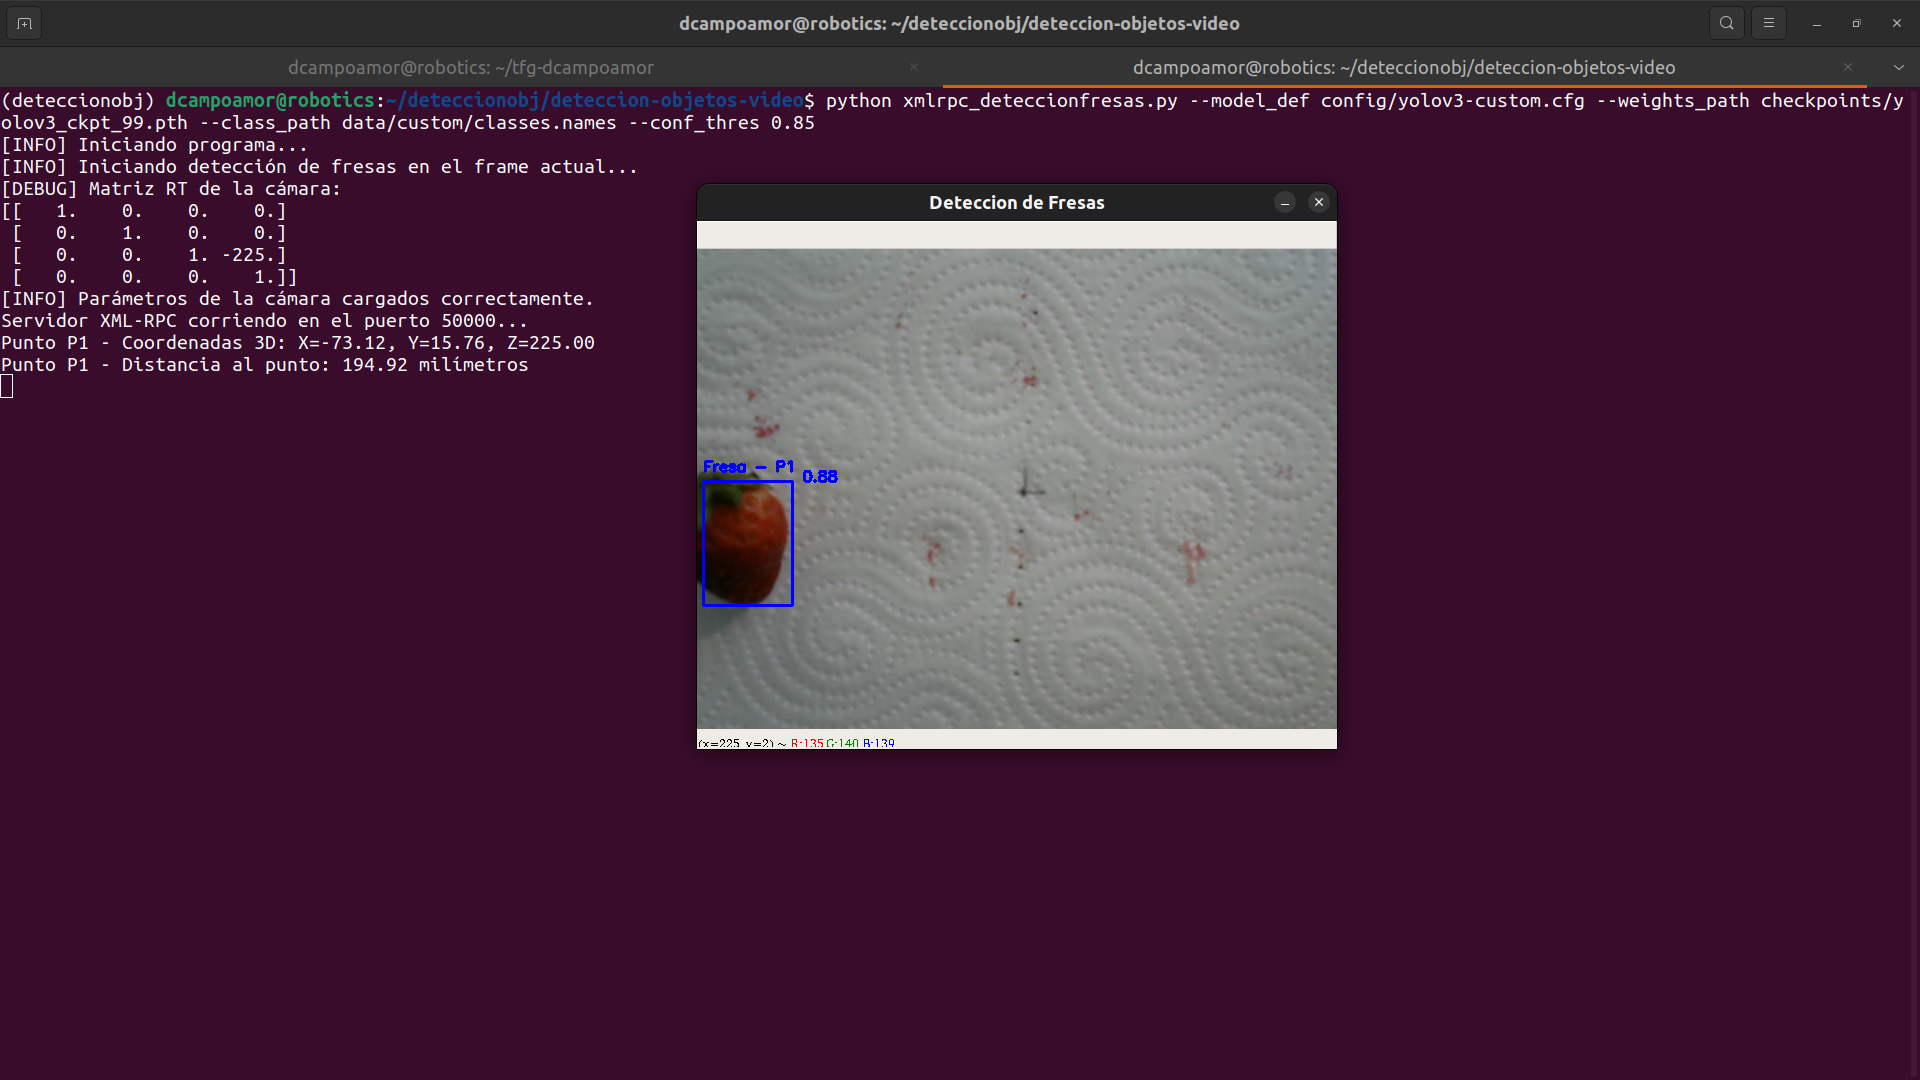 dcampoamor@robotics: ~/deteccionobj/deteccion-objetos-video
dcampoamor@robotics: ~/tfg-dcampoamor
dcampoamor@robotics: ~/deteccionobj/deteccion-objetos-video
(deteccionobj) dcampoamor@robotics:~/deteccionobj/deteccion-objetos-video$ python xmlrpc_deteccionfresas.py --model_def config/yolov3-custom.cfg --weights_path checkpoints/y
olov3_ckpt_99.pth --class_path data/custom/classes.names --conf_thres 0.85
[INFO] Iniciando programa...
[INFO] Iniciando detección de fresas en el frame actual...
[DEBUG] Matriz RT de la cámara:
[[   1.    0.    0.    0.]
 [   0.    1.    0.    0.]
 [   0.    0.    1. -225.]
 [   0.    0.    0.    1.]]
[INFO] Parámetros de la cámara cargados correctamente.
Servidor XML-RPC corriendo en el puerto 50000...
Punto P1 - Coordenadas 3D: X=-73.12, Y=15.76, Z=225.00
Punto P1 - Distancia al punto: 194.92 milímetros
Deteccion de Fresas
Fresa - P1
0.88
(x=225, y=2) ~ R:135 G:140 B:139